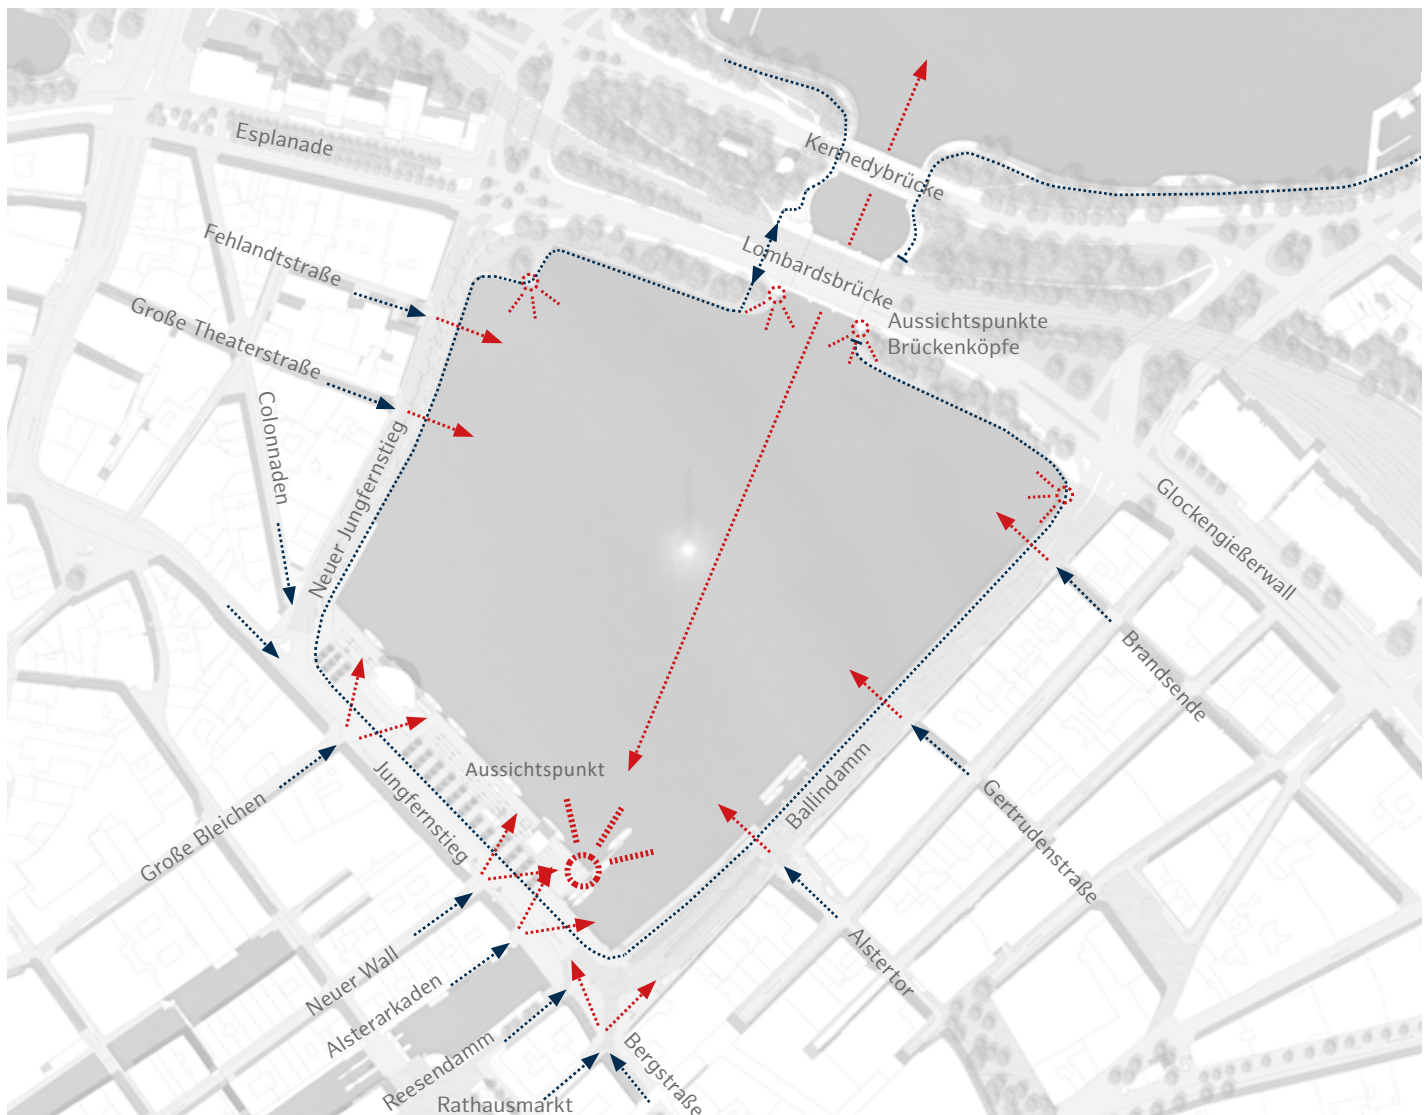 Esplanade
Kennedybrücke
Fehlandtstraße
Lombardsbrücke
Große Theaterstraße
Aussichtspunkte
Brückenköpfe
Colonnaden
Neuer Jungfernstieg
Glockengießerwall
Brandsende
Aussichtspunkt
Jungfernstieg
Ballindamm
Große Bleichen
Gertrudenstraße
Neuer Wall
Alstertor
Alsterarkaden
Reesendamm
Bergstraße
Rathausmarkt